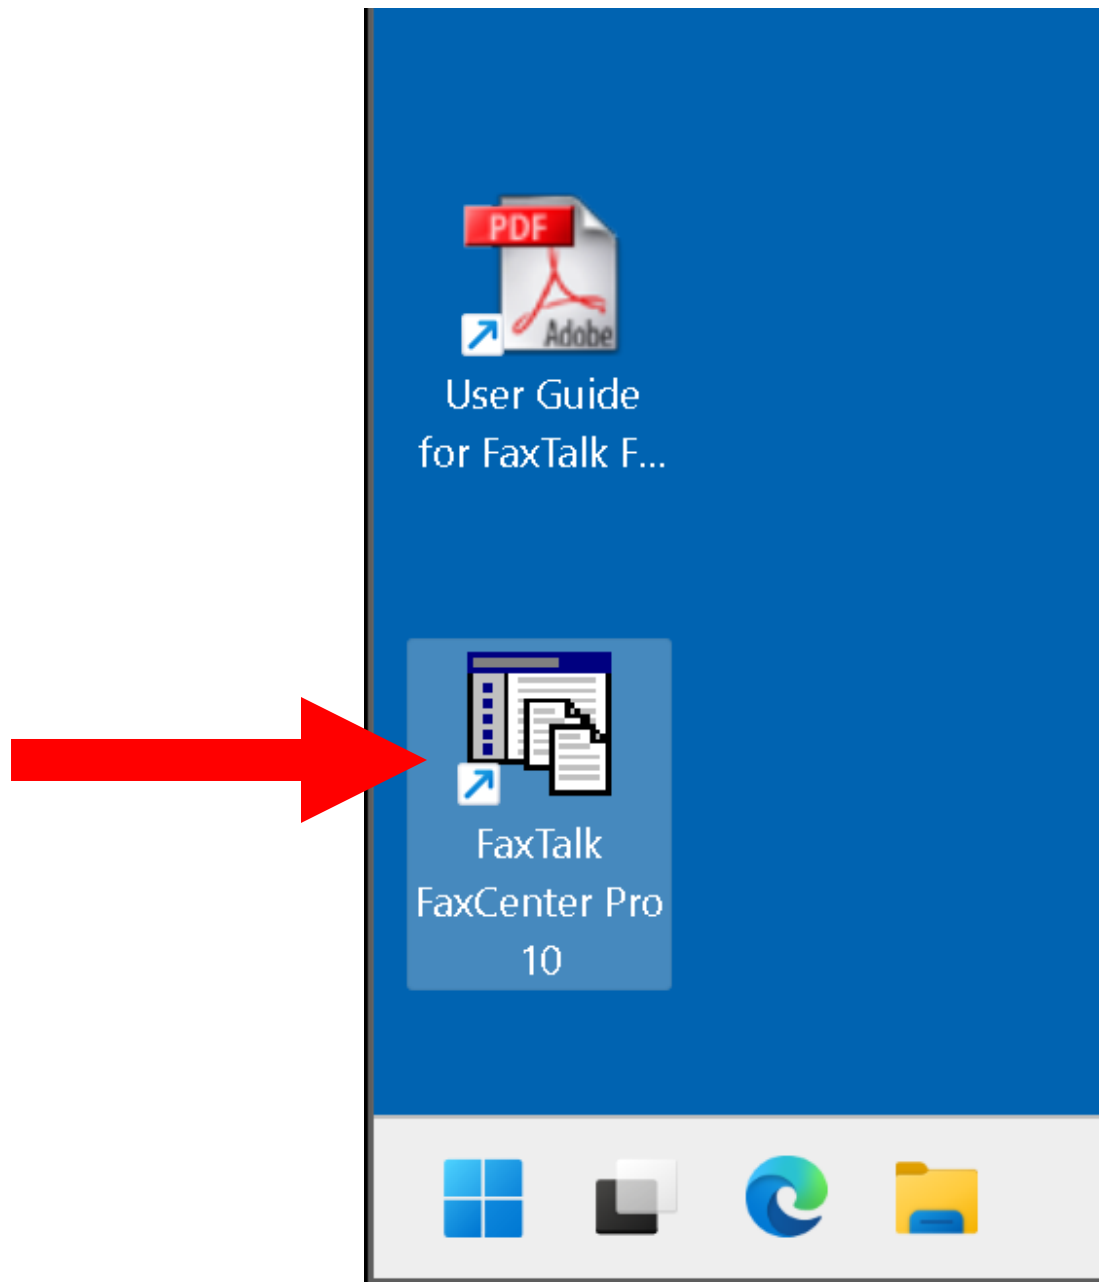 PDF
Adobe
User Guide
for FaxTalk F...
FaxTalk
FaxCenter Pro
10